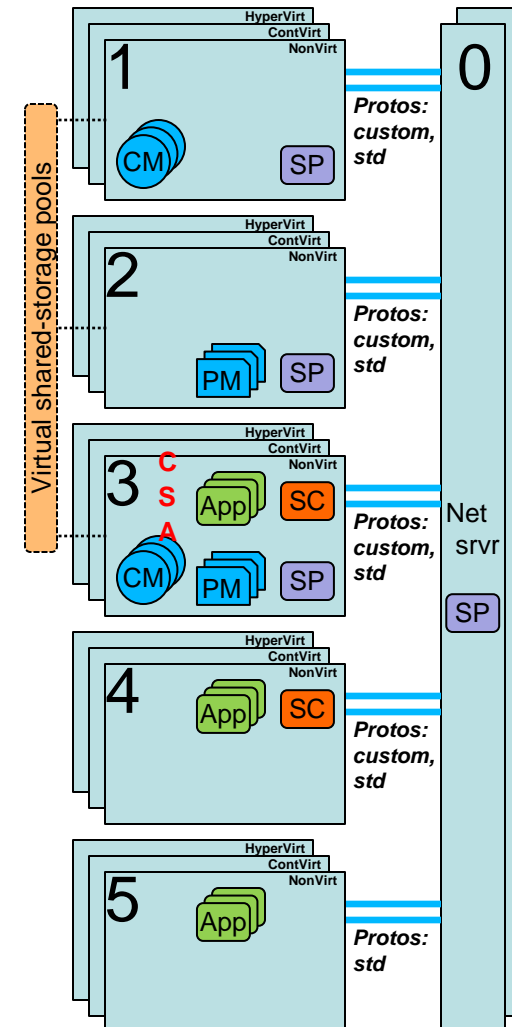 HyperVirt
ContVirt
NonVirt
1
0
Protos:
custom,
std
CM
SP
Virtual shared-storage pools
HyperVirt
ContVirt
NonVirt
2
Protos:
custom,
std
PM
SP
HyperVirt
ContVirt
NonVirt
3
C
S
A
App
SC
Protos:
custom,
std
CM
PM
SP
Net
srvr
SP
HyperVirt
ContVirt
NonVirt
4
App
SC
Protos:
custom,
std
HyperVirt
ContVirt
NonVirt
5
App
Protos:
std